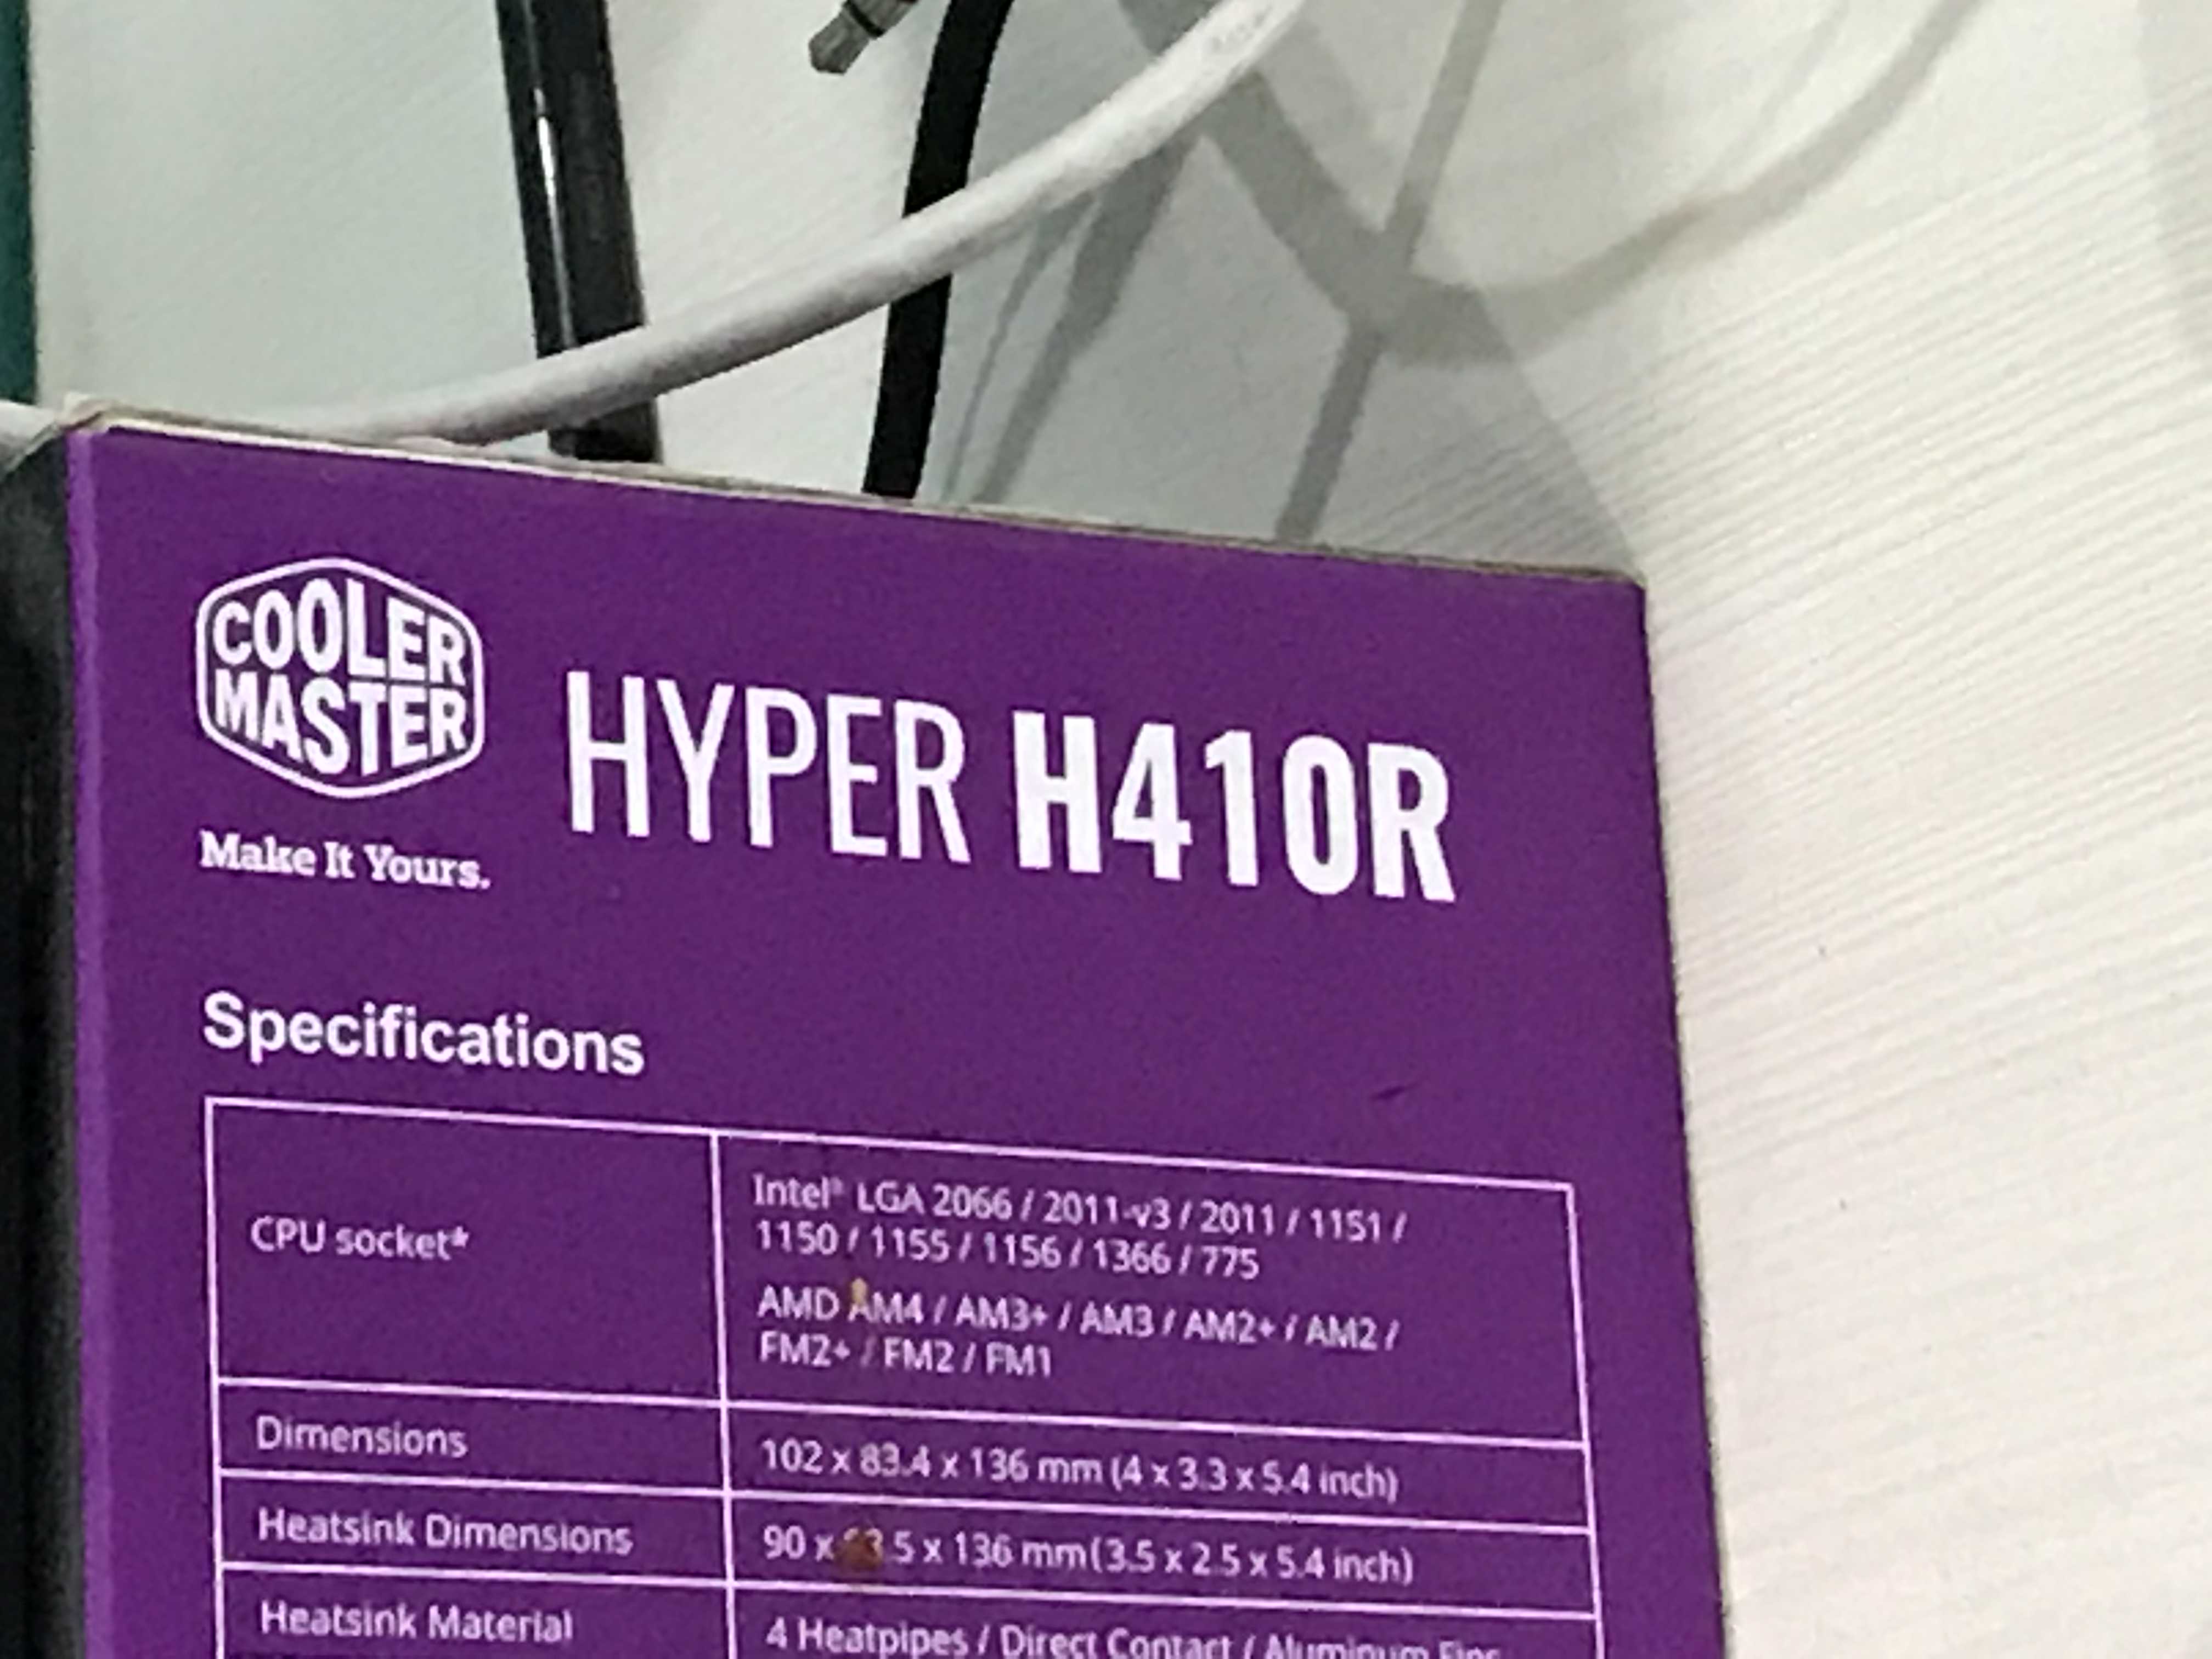 COOLER
MASTER
Make It Yours.
HYPER H410R
Specifications
CPU socket*
Intel® LGA 2066 / 2011-v3 / 2011 / 1151 /
1150 / 1155 / 1156 / 1366 / 775
AMD AM4 / AM3+ / AM3 / AM2+ / AM2 /
FM2+ / FM2 / FM1
Dimensions
102 x 83.4 x 136 mm (4 x 3.3 x 5.4 inch)
Heatsink Dimensions
90 x 5 x 136 mm (3.5 x 2.5 x 5.4 inch)
Heatsink Material
4 Heatpipes / Direct Contact / Aluminum Fins